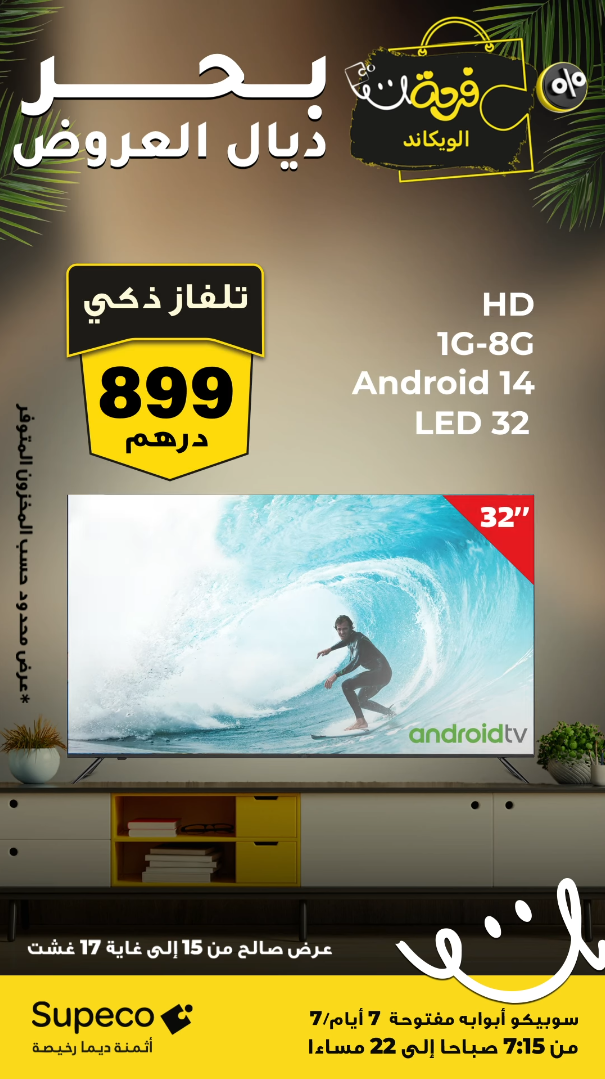 بحر
ديال العروض
فرحة
الويكاند
%
تلفاز ذكي
899
درهم
HD
1G-8G
Android 14
LED 32
*عرض محدود حسب المخزون المتوفر
32’’
androidtv
عرض صالح من 15 إلى غاية 17 غشت
Supeco
أثمنة ديما رخيصة
سوبيكو أبوابه مفتوحة 7 أيام/7
من 7:15 صباحا إلى 22 مساءا